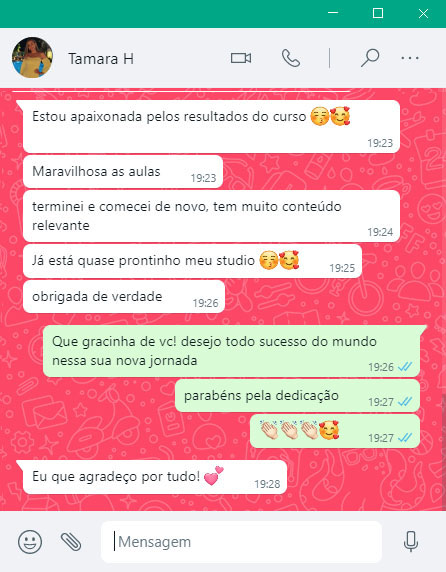 Tamara H
Estou apaixonada pelos resultados do curso 😚🥰
19:23
Maravilhosa as aulas
19:23
terminei e comecei de novo, tem muito conteúdo
relevante
19:24
Já está quase prontinho meu studio 😚🥰
19:25
obrigada de verdade
19:26
Que gracinha de vc! desejo todo sucesso do mundo
nessa sua nova jornada
19:26
parabéns pela dedicação
19:27
👏🏻👏🏻👏🏻🥰
19:27
Eu que agradeço por tudo! 💕
19:28
Mensagem